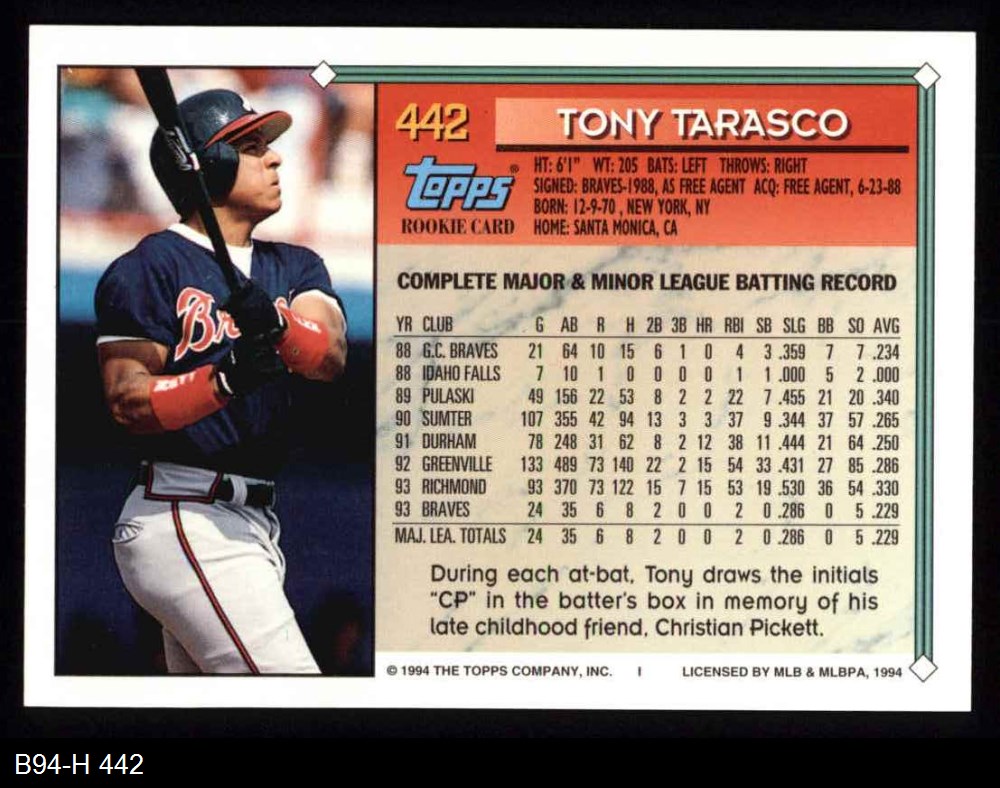 442
TONY TARASCO
Topps®
ROOKIE CARD
HT: 6'1" WT: 205 BATS: LEFT THROWS: RIGHT
SIGNED: BRAVES-1988, AS FREE AGENT ACQ: FREE AGENT, 6-23-88
BORN: 12-9-70 , NEW YORK, NY
HOME: SANTA MONICA, CA
COMPLETE MAJOR & MINOR LEAGUE BATTING RECORD
YR CLUB G AB R H 2B 3B HR RBI SB SLG BB SO AVG
88 G.C. BRAVES 21 64 10 15 6 1 0 4 3 .359 7 7 .234
88 IDAHO FALLS 7 10 1 0 0 0 0 1 1 .000 5 2 .000
89 PULASKI 49 156 22 53 8 2 2 22 7 .455 21 20 .340
90 SUMTER 107 355 42 94 13 3 3 37 9 .344 37 57 .265
91 DURHAM 78 248 31 62 8 2 12 38 11 .444 21 64 .250
92 GREENVILLE 133 489 73 140 22 2 15 54 33 .431 27 85 .286
93 RICHMOND 93 370 73 122 15 7 15 53 19 .530 36 54 .330
93 BRAVES 24 35 6 8 2 0 0 2 0 .286 0 5 .229
MAJ. LEA. TOTALS 24 35 6 8 2 0 0 2 0 .286 0 5 .229
During each at-bat, Tony draws the initials
"CP" in the batter's box in memory of his
late childhood friend, Christian Pickett.
© 1994 THE TOPPS COMPANY, INC. I LICENSED BY MLB & MLBPA, 1994
B94-H 442